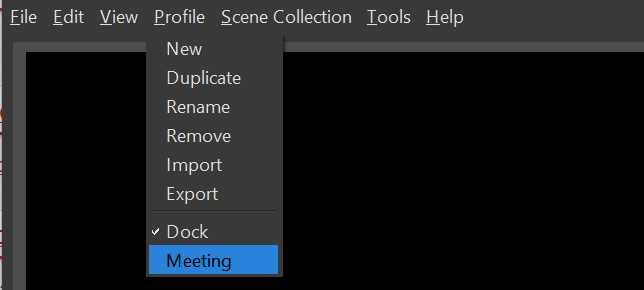 File Edit View Profile Scene Collection Tools Help
New
Duplicate
Rename
Remove
Import
Export
Dock
Meeting